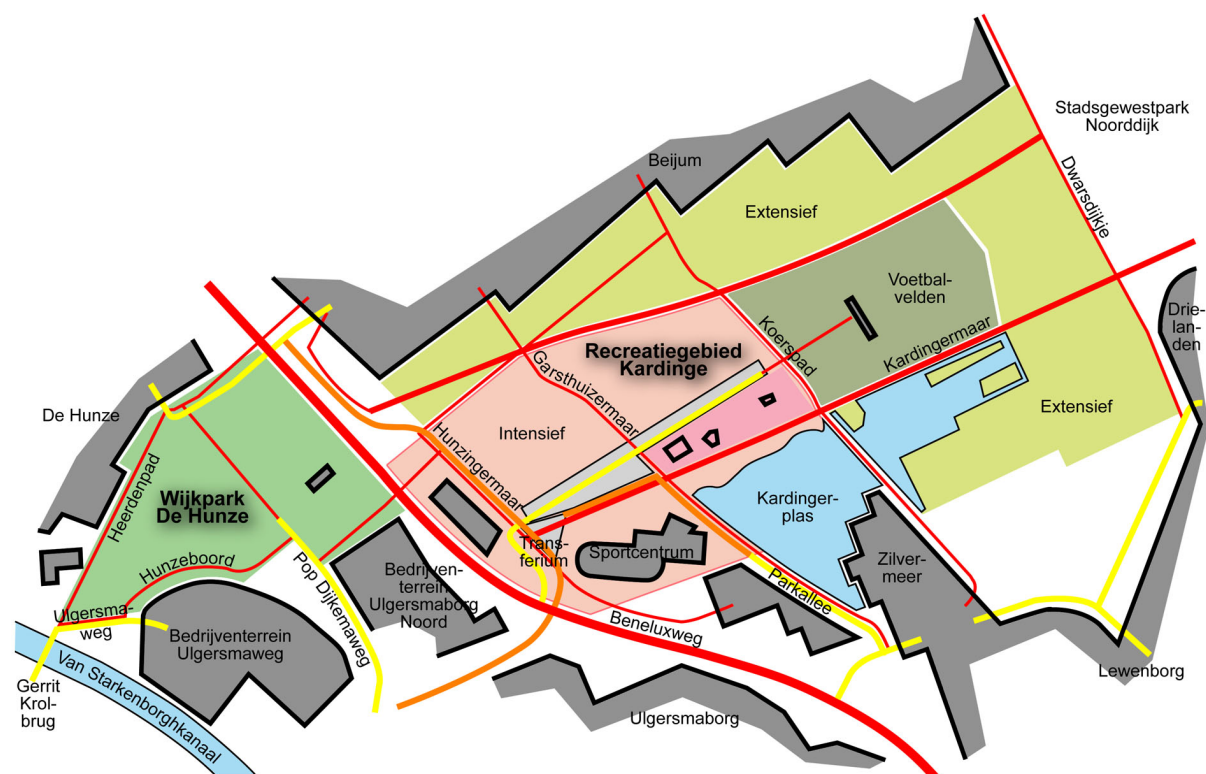 Stadsgewestpark
Noorddijk
Beijum
Dwarsdijkje
Extensief
Voetbal-
velden
Drie-
lan-
den
Koerspad
Kardingermaar
Recreatiegebied
Kardinge
Garsthuizermaar
De Hunze
Intensief
Hunzingermaar
Extensief
Heerdenpad
Wijkpark
De Hunze
Kardinger-
plas
Trans-
ferium
Sportcentrum
Zilver-
meer
Hunzeboord
Pop Dijkemaweg
Bedrijven-
terrein
Ulgersmaborg
Noord
Parkallee
Ulgersma-
weg
Bedrijventerrein
Ulgersmaweg
Beneluxweg
Lewenborg
Gerrit
Krol-
brug
Van Starkenborghkanaal
Ulgersmaborg